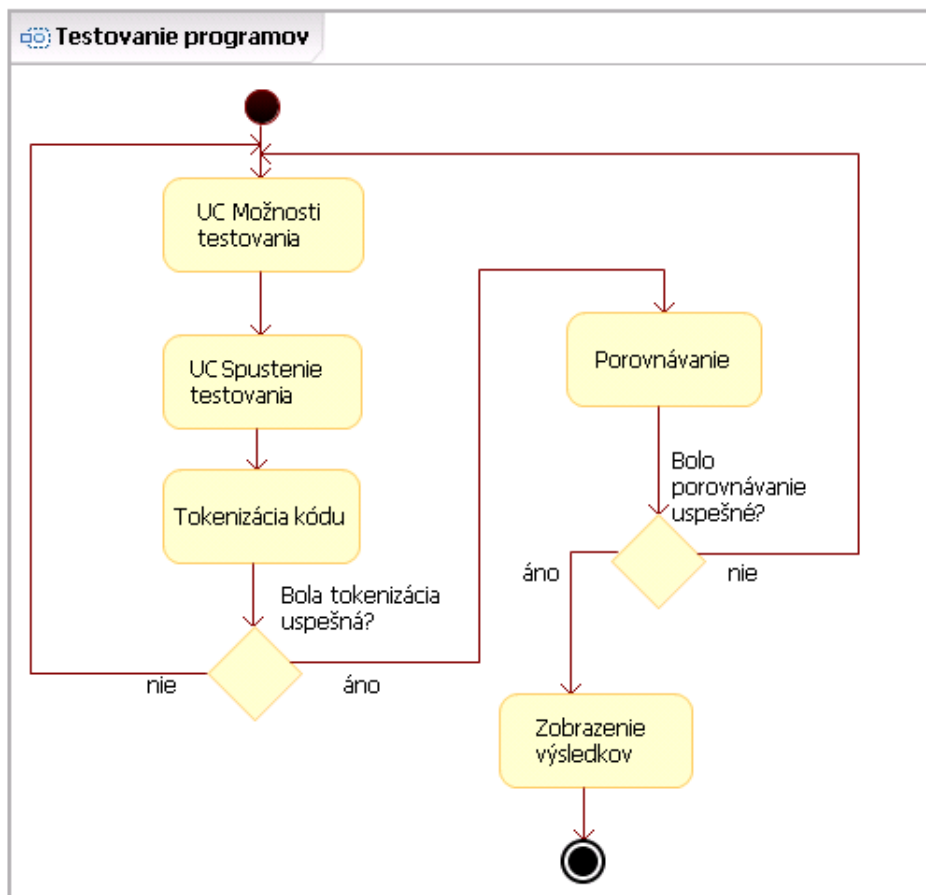 Testovanie programov
UC Možnosti
testovania
UC Spustenie
testovania
Tokenizácia kódu
Bola tokenizácia
uspešná?
nie
áno
Porovnávanie
Bolo
porovnávanie
uspešné?
áno
nie
Zobrazenie
výsledkov